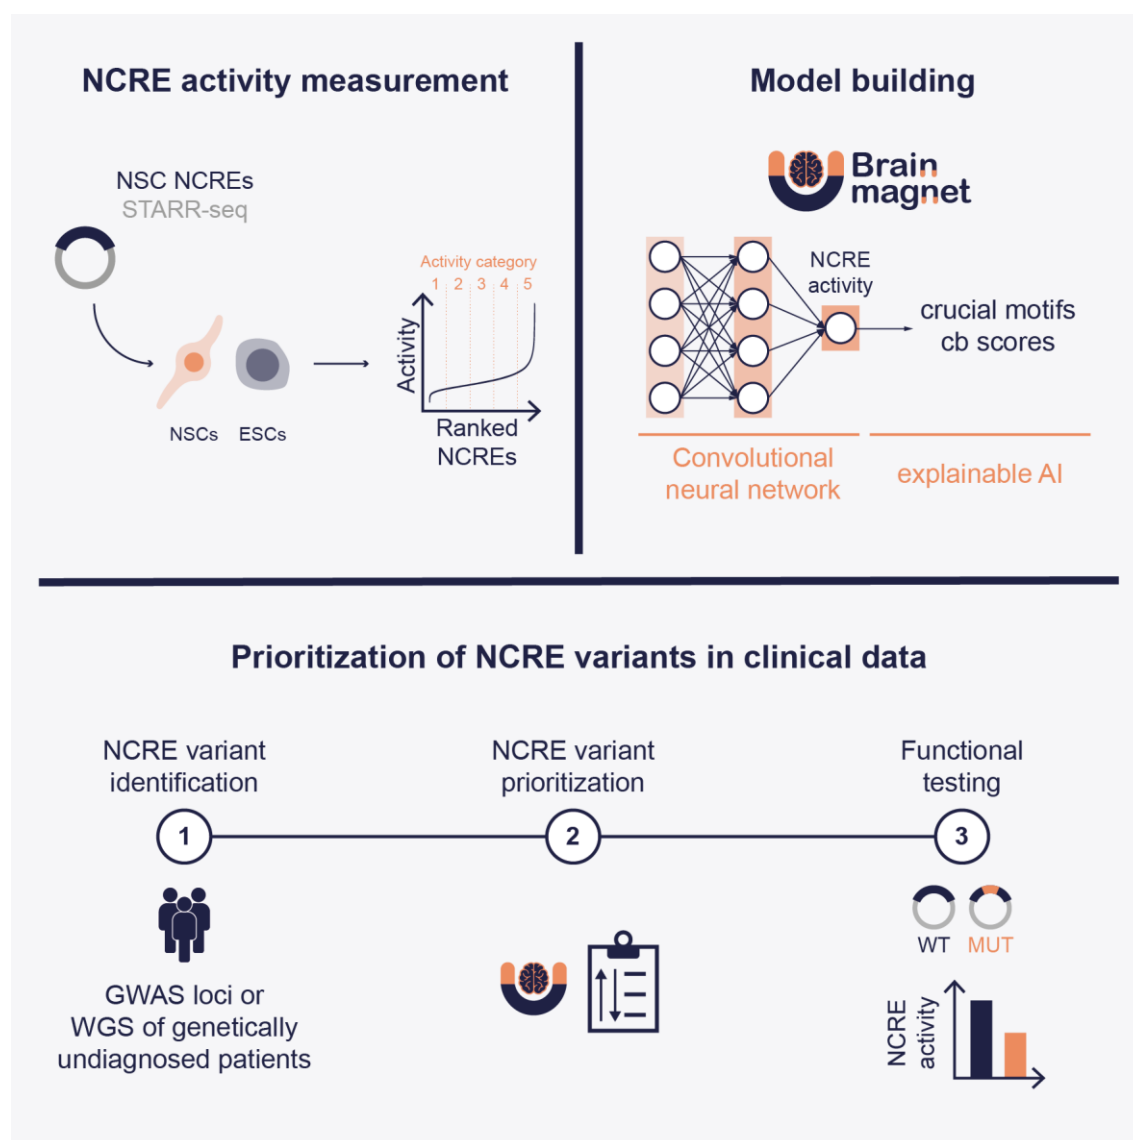 NCRE activity measurement
NSC NCREs
STARR-seq
NSCs
ESCs
Activity category
1 2 3 4 5
Activity
Ranked
NCREs
Model building
Brain
magnet
NCRE
activity
crucial motifs
cb scores
Convolutional
neural network
explainable AI
Prioritization of NCRE variants in clinical data
NCRE variant
identification
1
GWAS loci or
WGS of genetically
undiagnosed patients
NCRE variant
prioritization
2
Functional
testing
3
WT
MUT
NCRE
activity